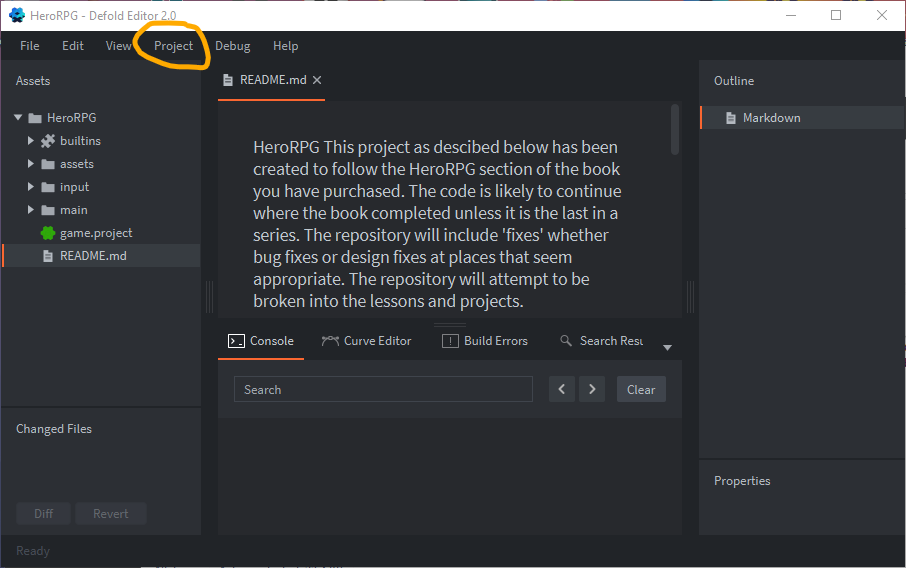 HeroRPG - Defold Editor 2.0
File Edit View Project Debug Help
Assets
HeroRPG
builtins
assets
input
main
game.project
README.md
Changed Files
Diff Revert
Ready
README.md
HeroRPG This project as descibed below has been
created to follow the HeroRPG section of the book
you have purchased. The code is likely to continue
where the book completed unless it is the last in a
series. The repository will include 'fixes' whether
bug fixes or design fixes at places that seem
appropriate. The repository will attempt to be
broken into the lessons and projects.
Console Curve Editor Build Errors Search Resu
Search
Clear
Outline
Markdown
Properties